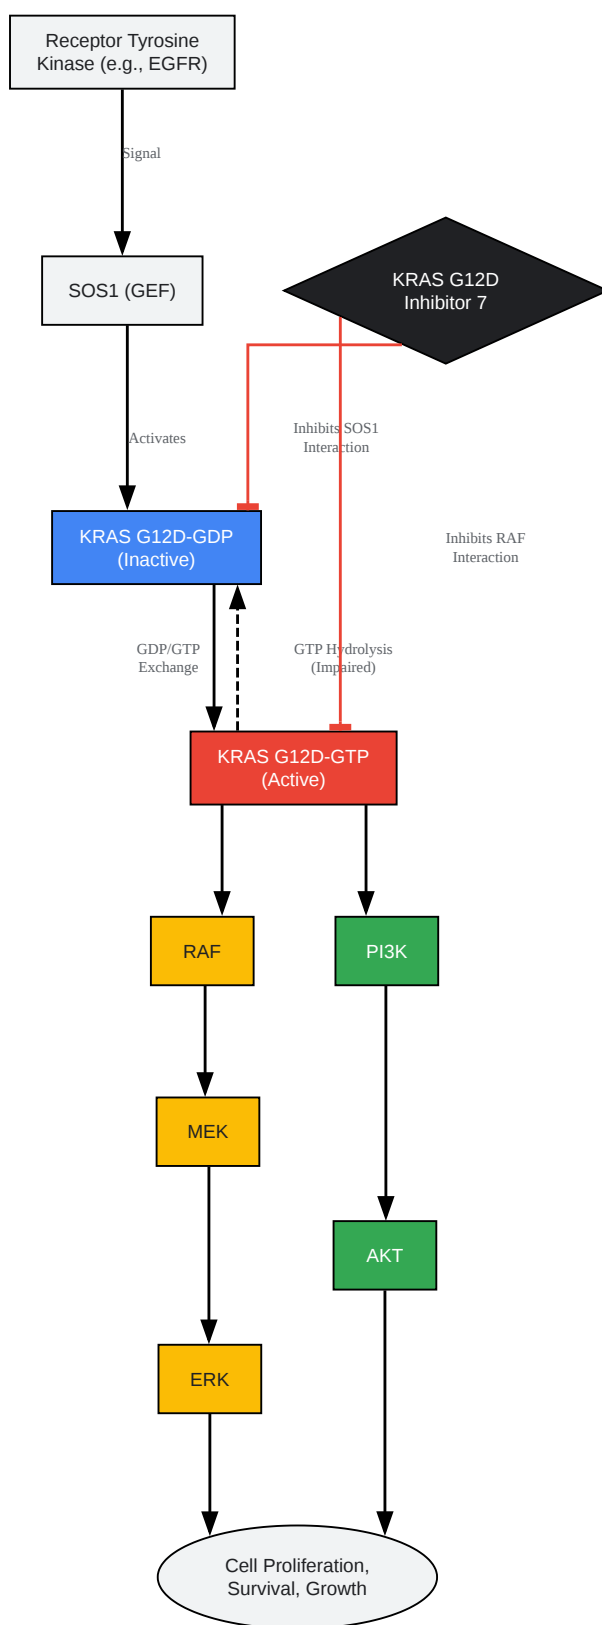 Receptor Tyrosine
Kinase (e.g., EGFR)
Signal
SOS1 (GEF)
KRAS G12D
Inhibitor 7
Activates
Inhibits SOS1
Interaction
KRAS G12D-GDP
(Inactive)
Inhibits RAF
Interaction
GDP/GTP
Exchange
GTP Hydrolysis
(Impaired)
KRAS G12D-GTP
(Active)
RAF
PI3K
MEK
AKT
ERK
Cell Proliferation,
Survival, Growth